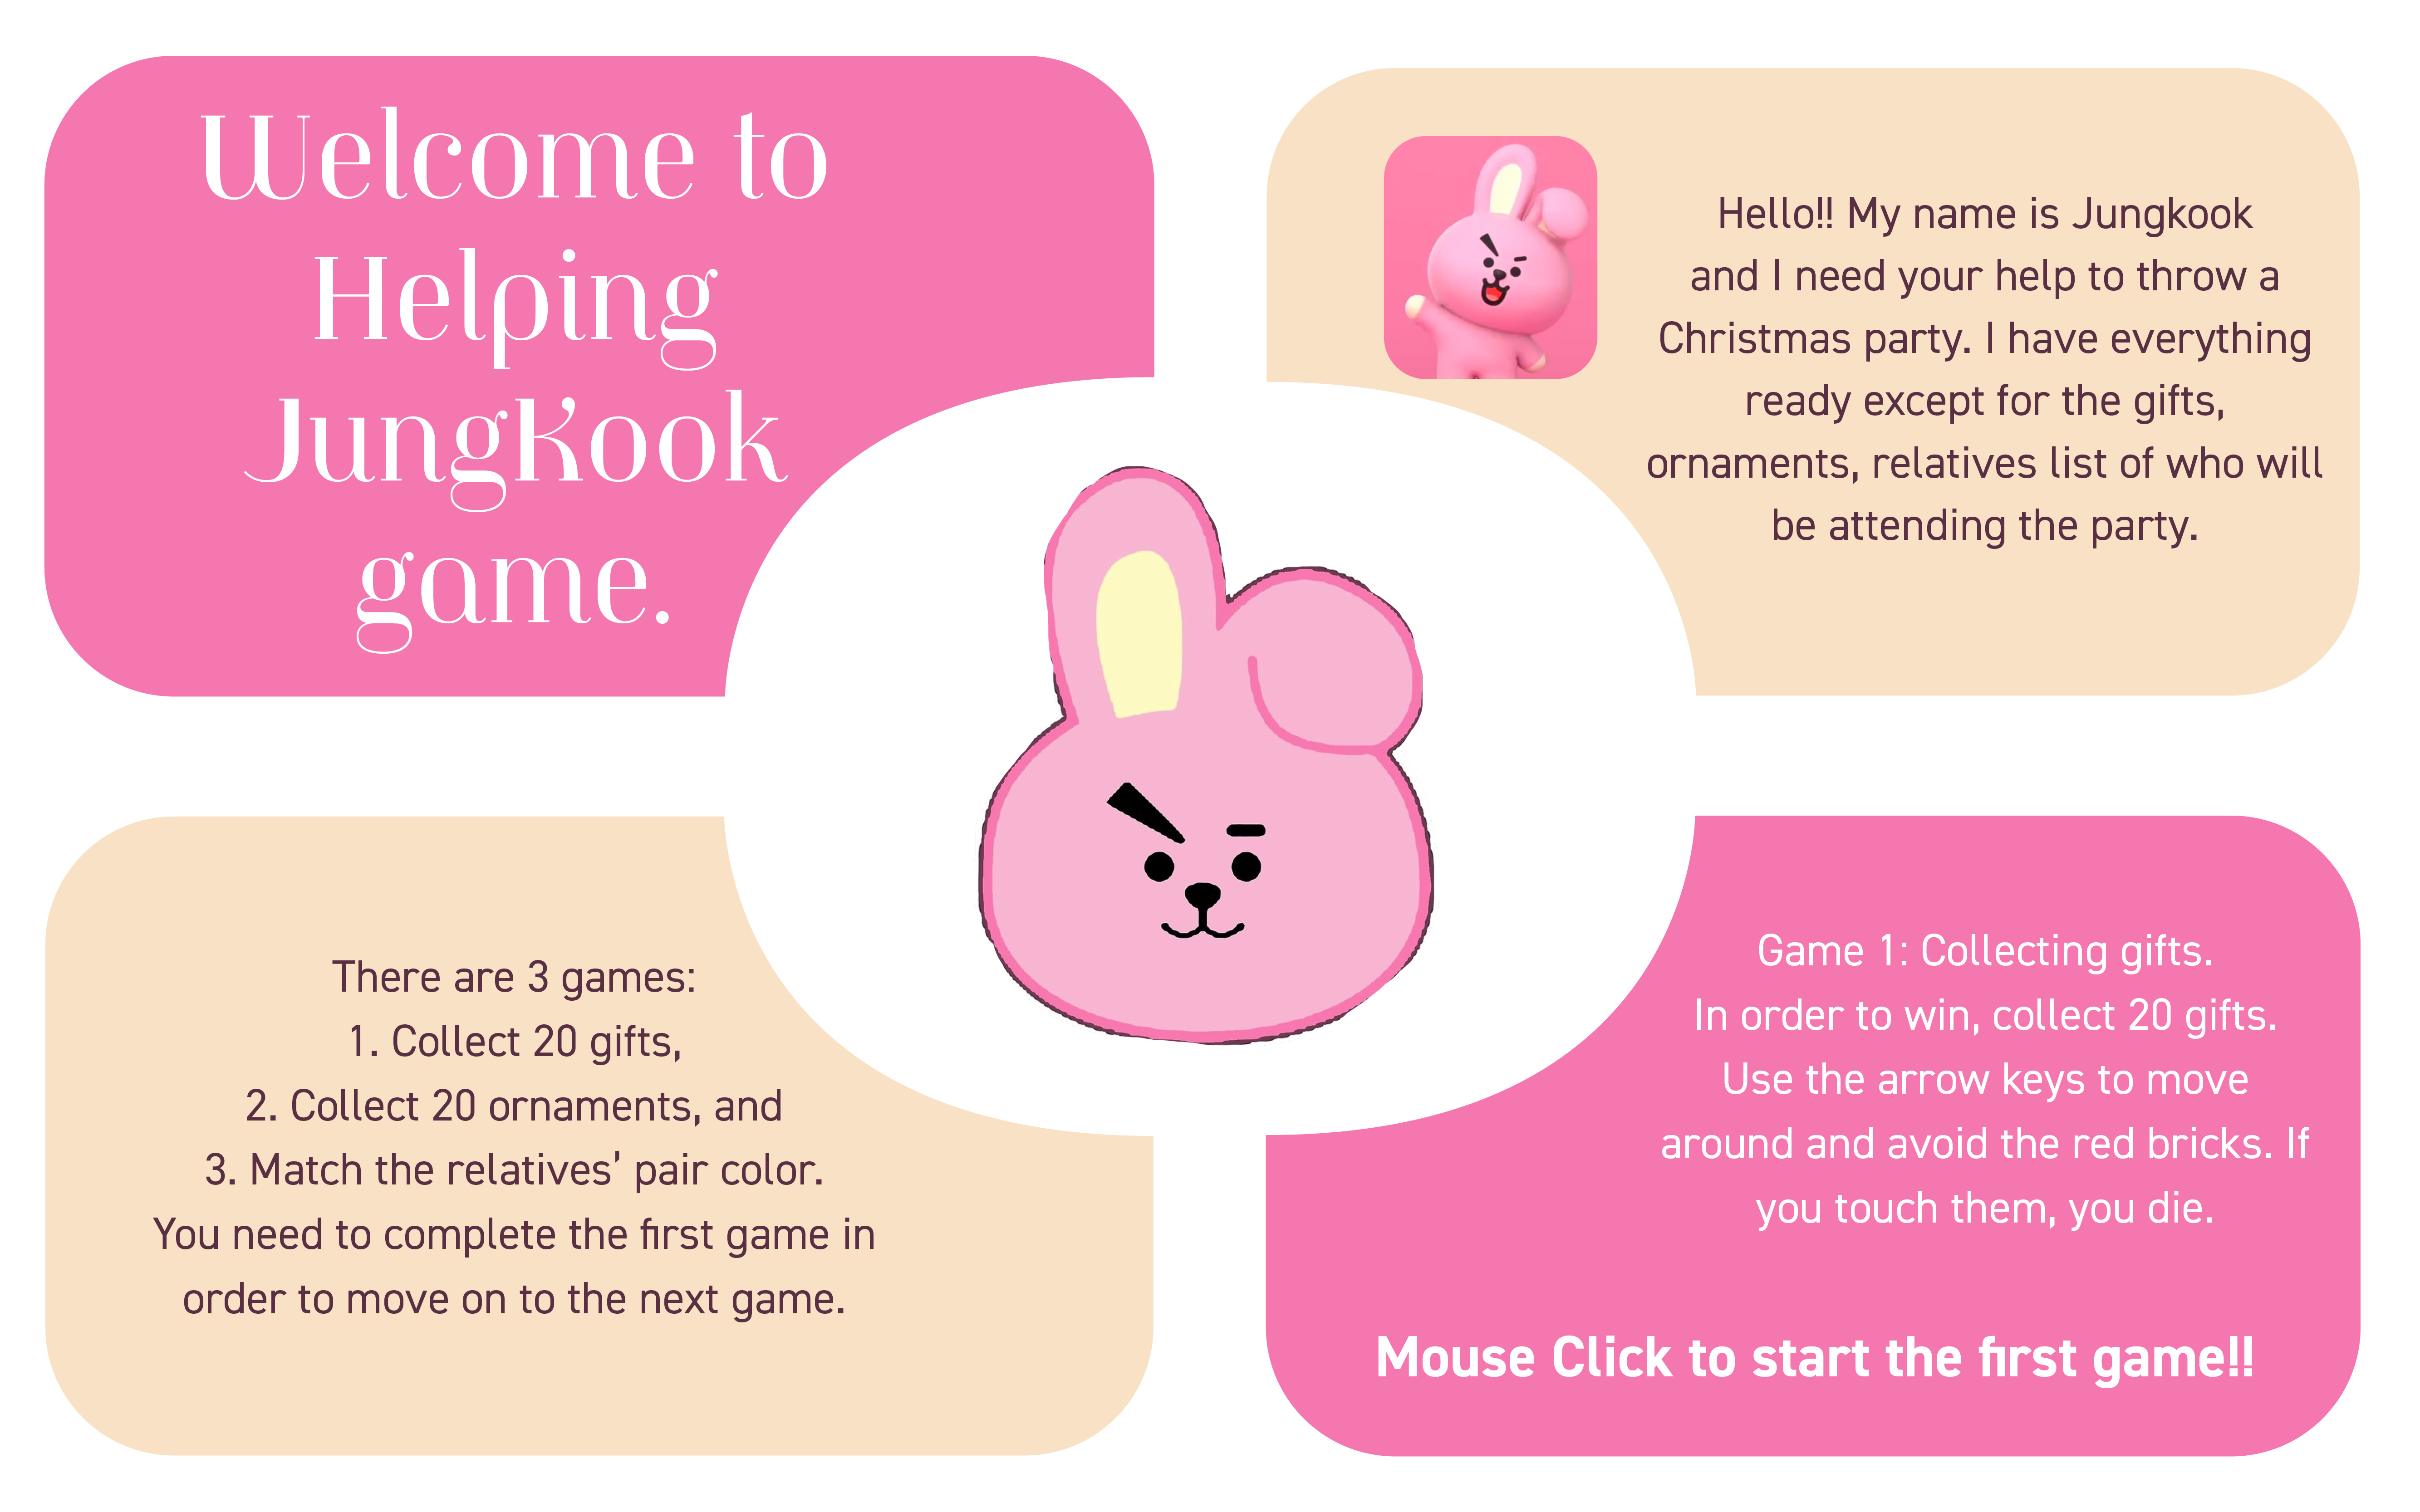 Welcome to
Helping
JungKook
game.
Hello!! My name is Jungkook
and I need your help to throw a
Christmas party. I have everything
ready except for the gifts,
ornaments, relatives list of who will
be attending the party.
There are 3 games:
1. Collect 20 gifts,
2. Collect 20 ornaments, and
3. Match the relatives’ pair color.
You need to complete the first game in
order to move on to the next game.
Game 1: Collecting gifts.
In order to win, collect 20 gifts.
Use the arrow keys to move
around and avoid the red bricks. If
you touch them, you die.
Mouse Click to start the first game!!